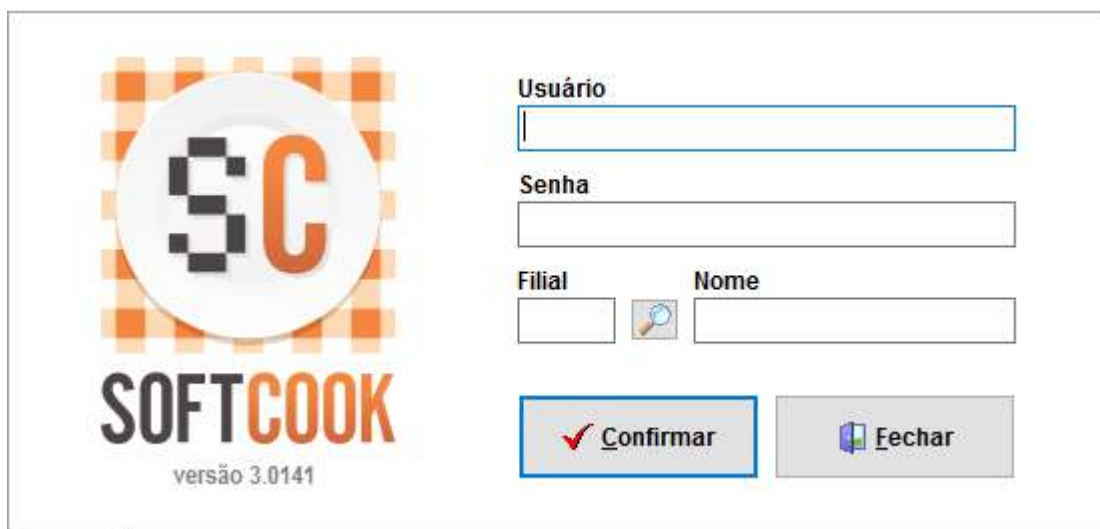 SC
SOFTCOOK
versão 3.0141
Usuário
Senha
Filial Nome
Confirmar Fechar